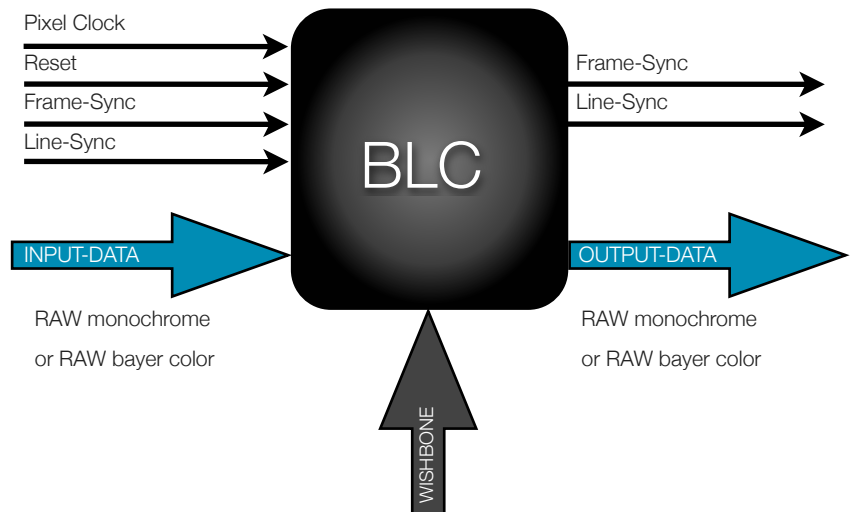 Pixel Clock
Reset
Frame-Sync
Line-Sync
BLC
Frame-Sync
Line-Sync
INPUT-DATA
OUTPUT-DATA
RAW monochrome
or RAW bayer color
RAW monochrome
or RAW bayer color
WISHBONE